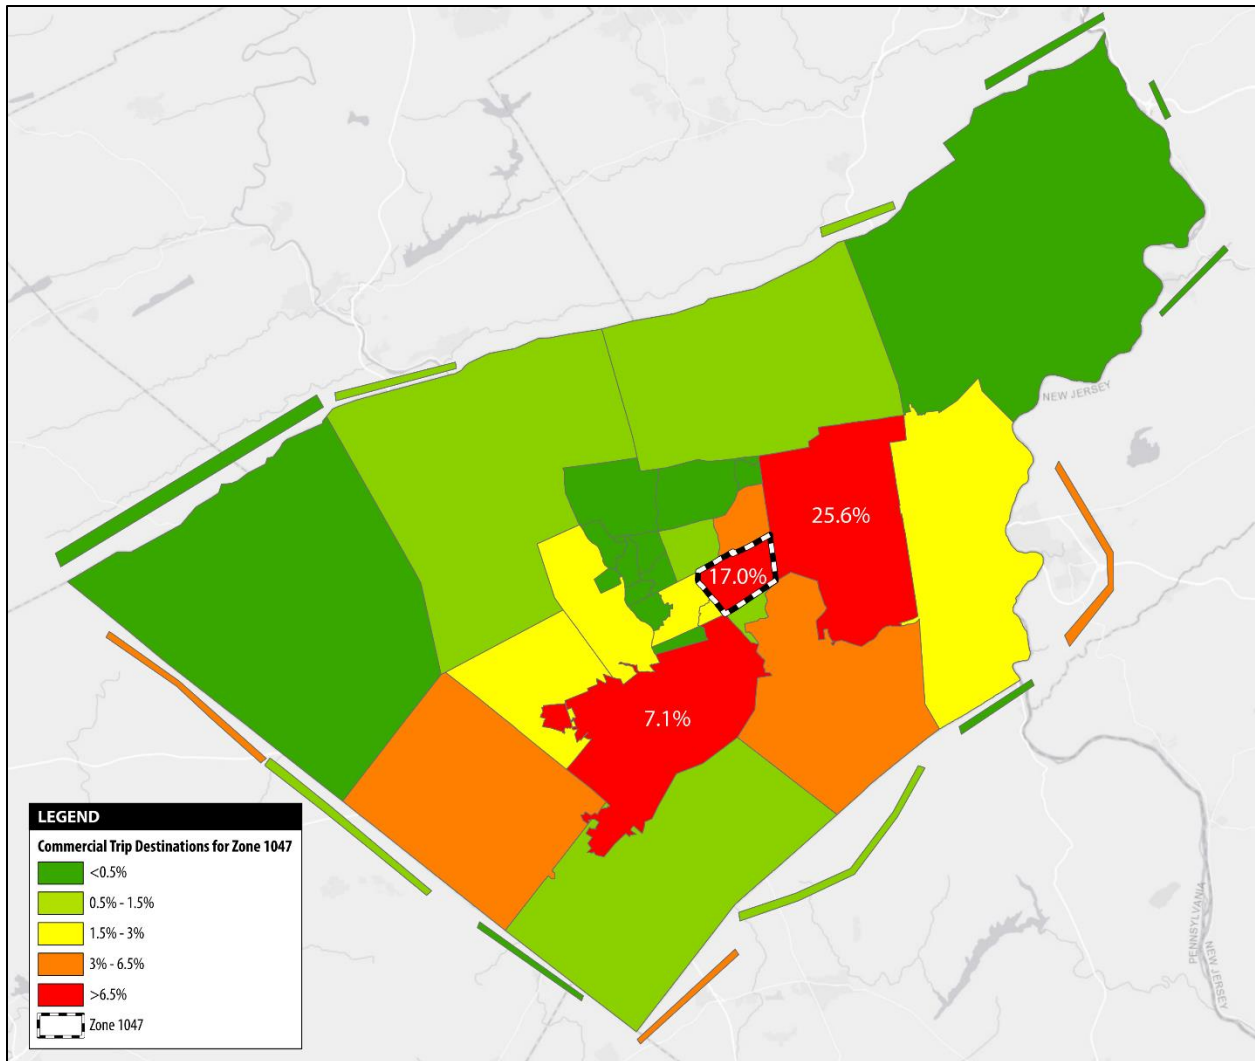 NEW JERSEY
25.6%
17.0%
7.1%
LEGEND
Commercial Trip Destinations for Zone 1047
<0.5%
0.5% - 1.5%
1.5% - 3%
3% - 6.5%
>6.5%
Zone 1047
PENNSYLVANIA
NEW JERSEY